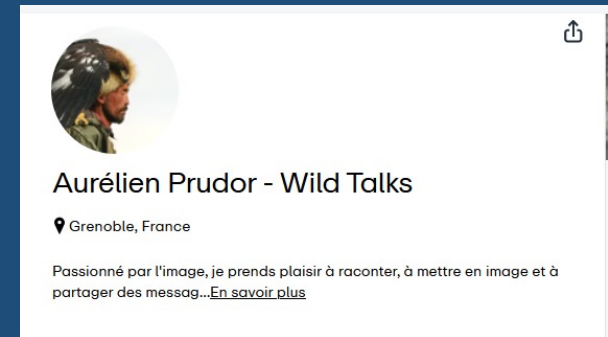 Aurélien Prudor - Wild Talks
Grenoble, France
Passionné par l'image, je prends plaisir à raconter, à mettre en image et à
partager des messag...En savoir plus